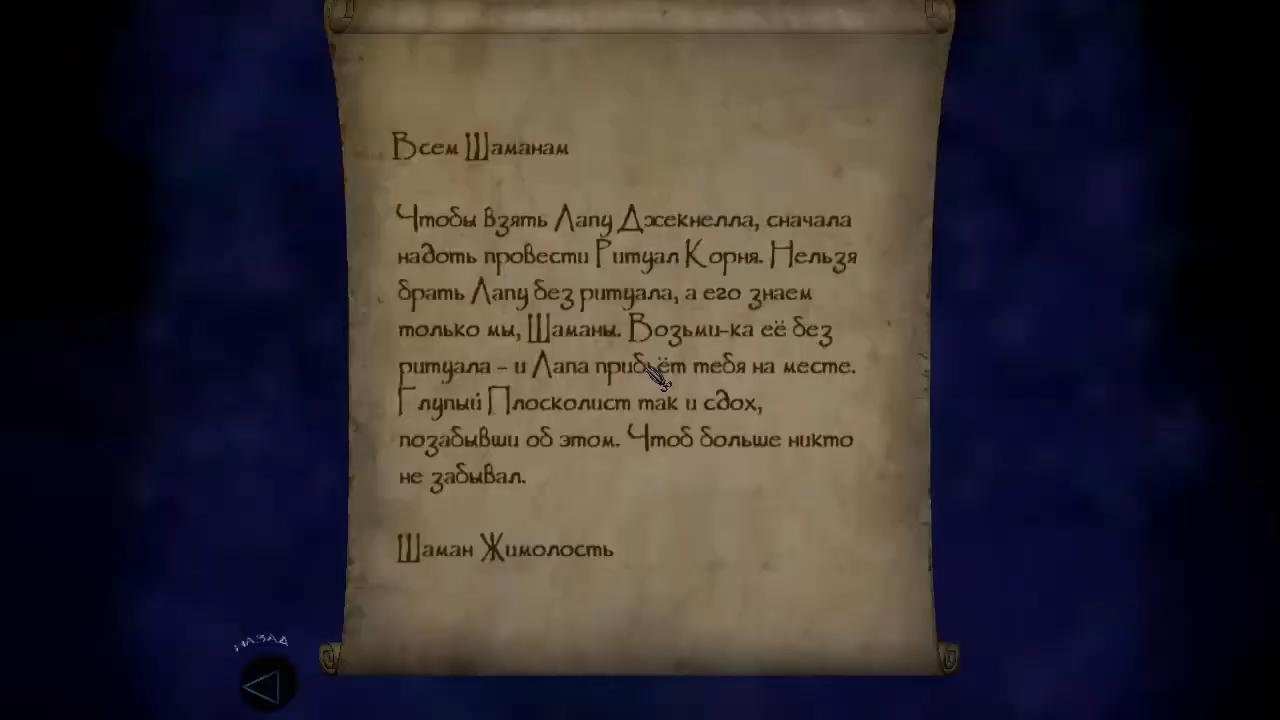 Всем Шаманам
Чтобы взять Лапу Джекнелла, сначала
надоть провести Ритуал Корня. Нельзя
брать Лапу без ритуала, а его знаем
только мы, Шаманы. Возьми-ка её без
ритуала - и Лапа прибьёт тебя на месте.
Глупый Плосколист так и сдох,
позабывши об этом. Чтоб больше никто
не забывал.
Шаман Жимолость
НАЗАД